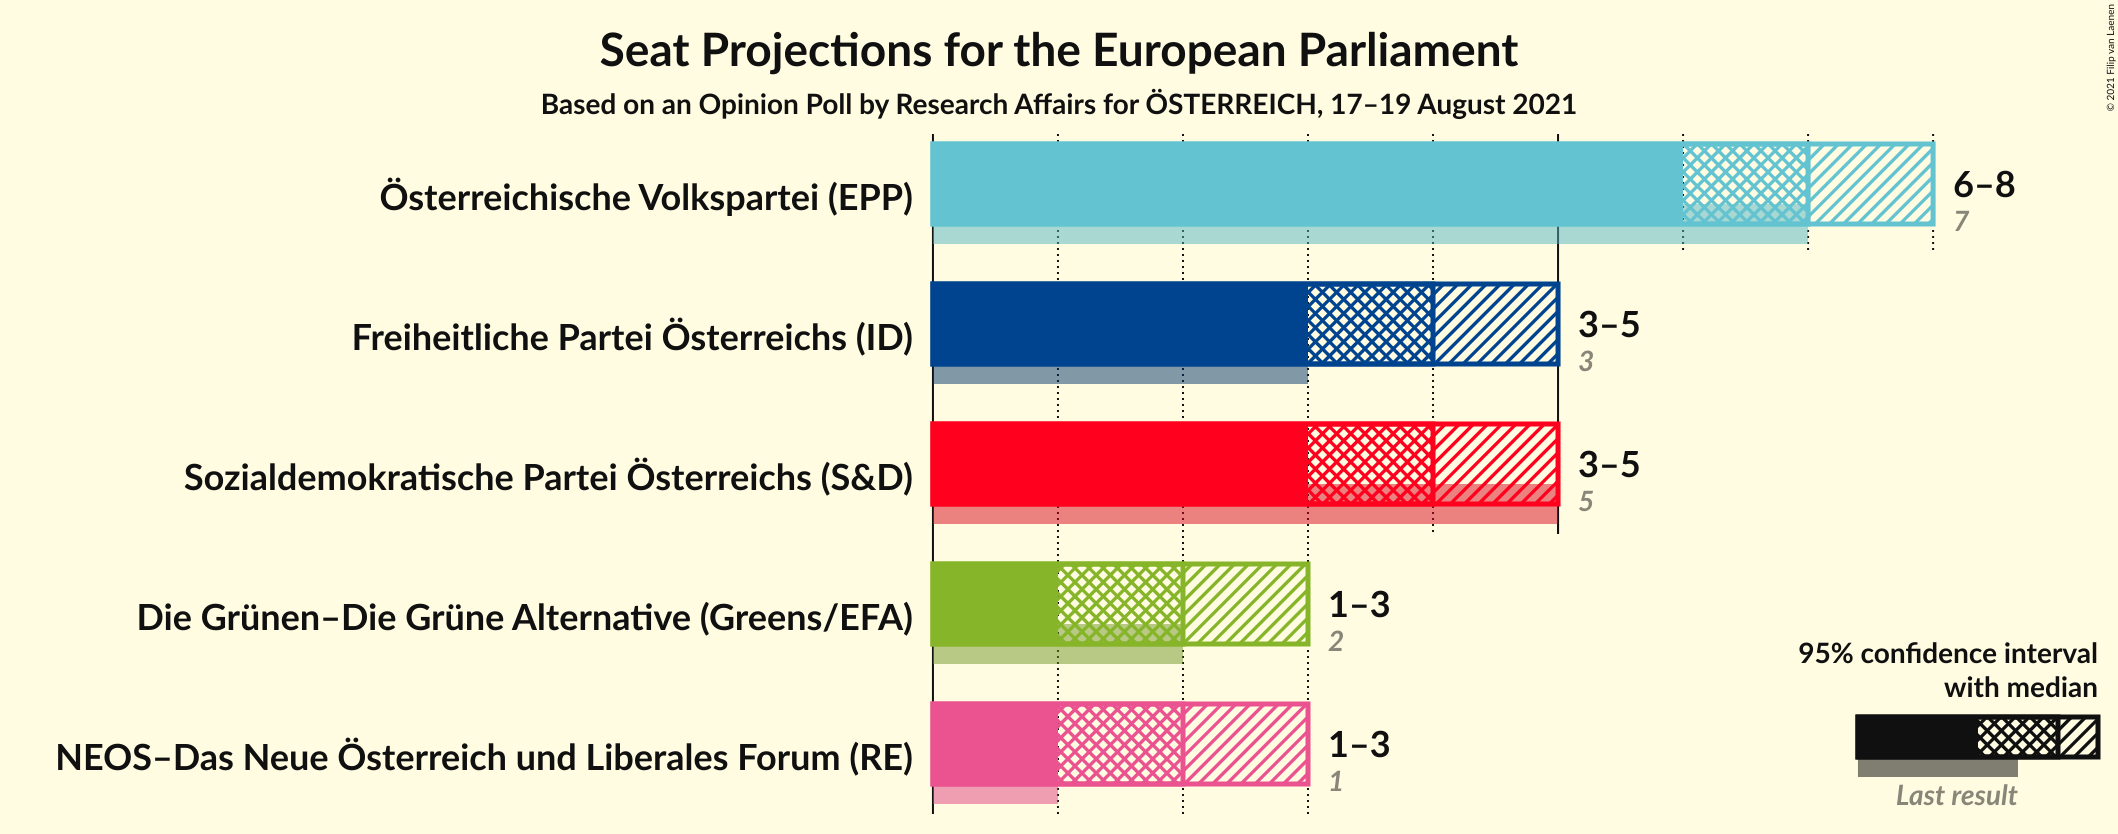 Seat Projections for the European Parliament
Based on an Opinion Poll by Research Affairs for ÖSTERREICH, 17–19 August 2021
© 2021 Filip van Laenen
Österreichische Volkspartei (EPP)
6–8
7
Freiheitliche Partei Österreichs (ID)
3–5
3
Sozialdemokratische Partei Österreichs (S&D)
3–5
5
Die Grünen–Die Grüne Alternative (Greens/EFA)
1–3
2
NEOS–Das Neue Österreich und Liberales Forum (RE)
1–3
1
95% confidence interval
with median
Last result